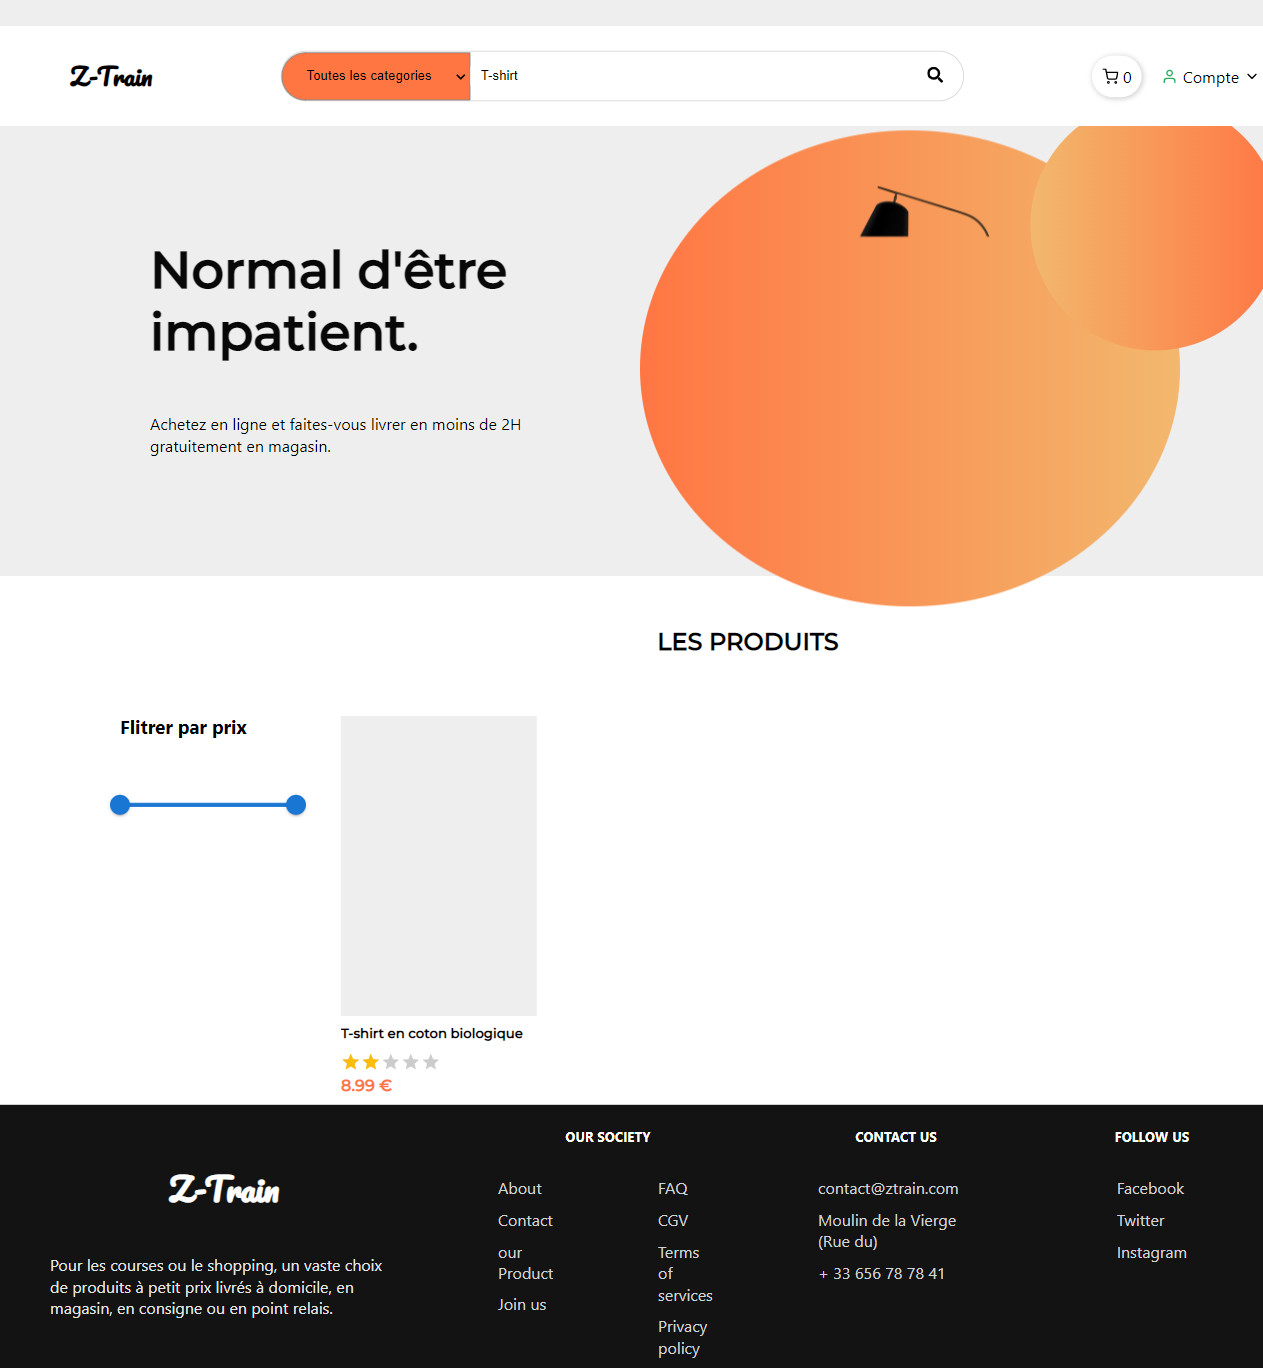 Z-Train
Toutes les categories
T-shirt
0
Compte
Normal d'être
impatient.
Achetez en ligne et faites-vous livrer en moins de 2H
gratuitement en magasin.
LES PRODUITS
Flitrer par prix
T-shirt en coton biologique
8.99 €
Z-Train
Pour les courses ou le shopping, un vaste choix
de produits à petit prix livrés à domicile, en
magasin, en consigne ou en point relais.
OUR SOCIETY
About
Contact
our
Product
Join us
FAQ
CGV
Terms
of
services
Privacy
policy
CONTACT US
contact@ztrain.com
Moulin de la Vierge
(Rue du)
+ 33 656 78 78 41
FOLLOW US
Facebook
Twitter
Instagram